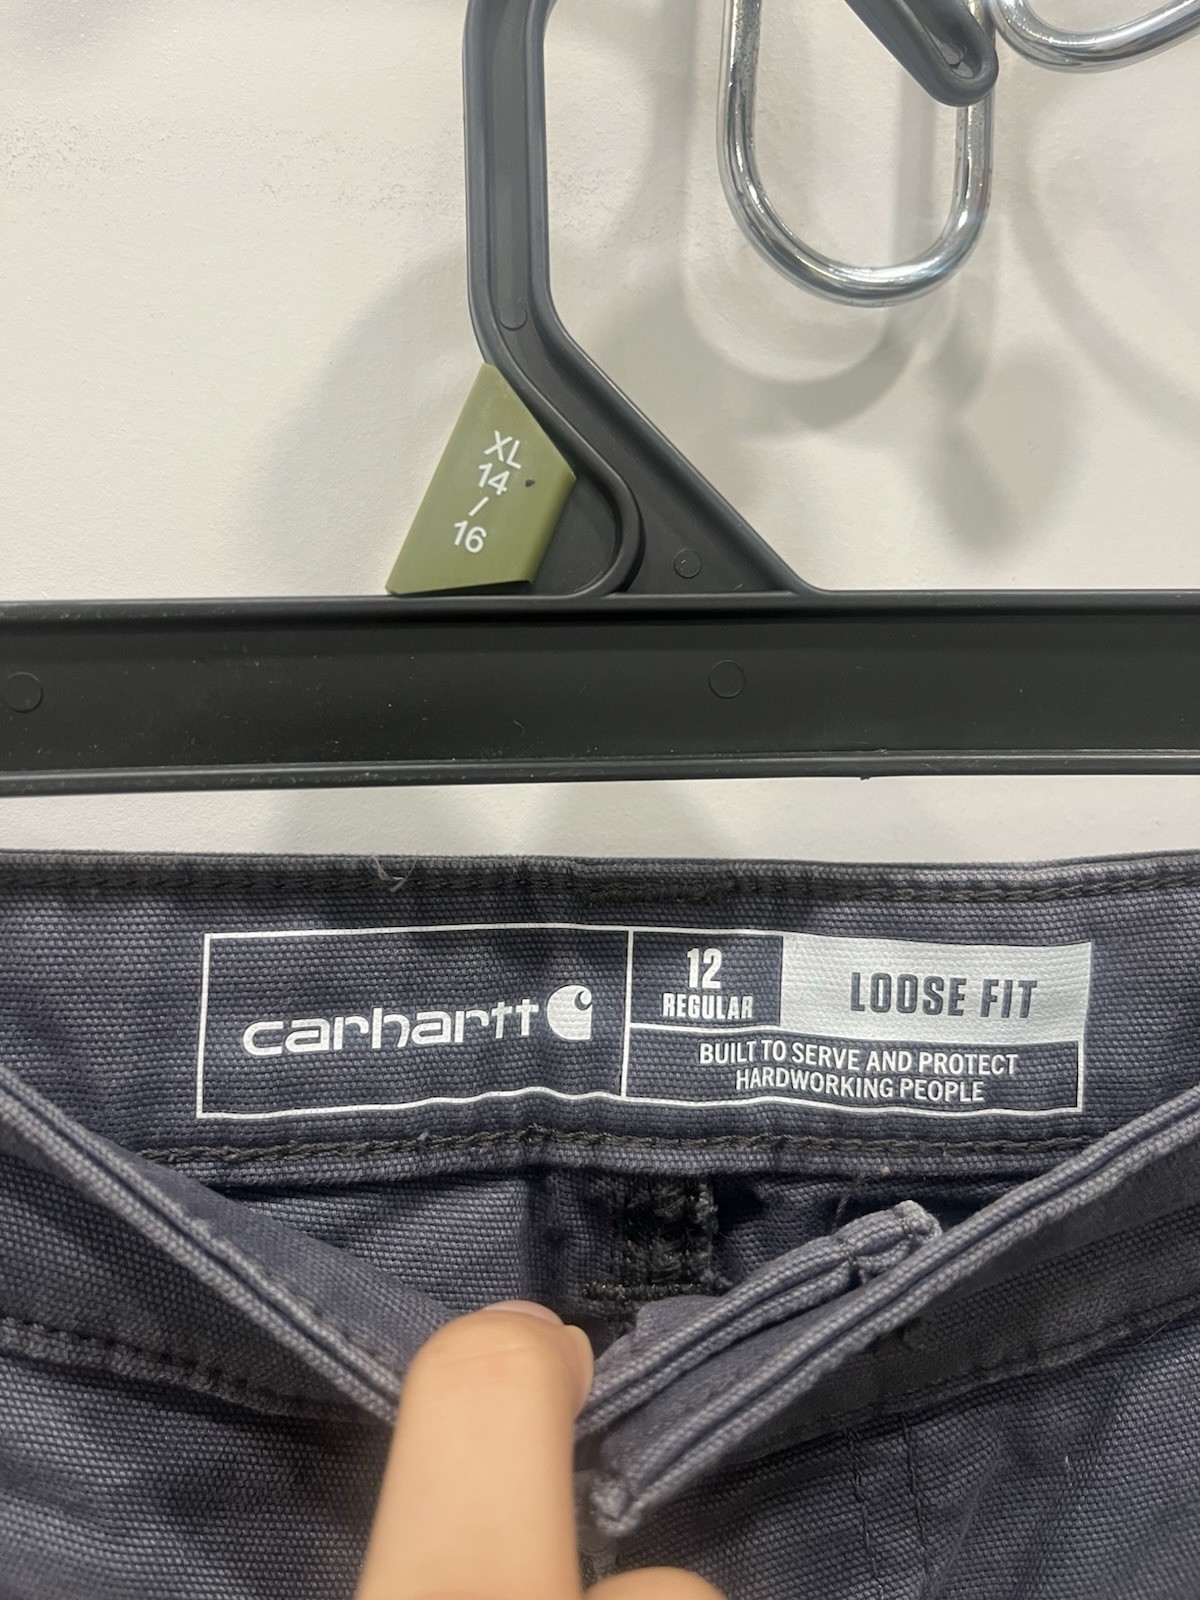 XL
14
/
16
carhartt
12
REGULAR
LOOSE FIT
BUILT TO SERVE AND PROTECT
HARDWORKING PEOPLE